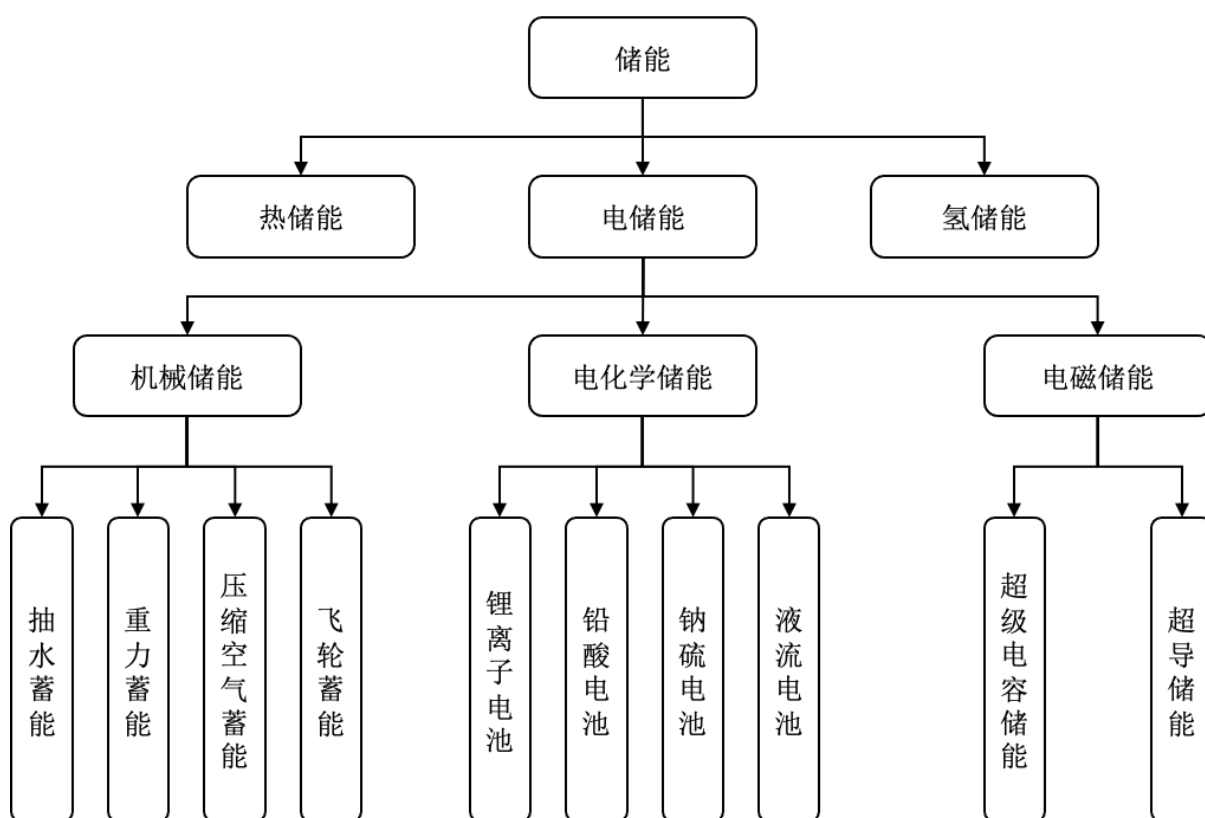 储能
热储能
电储能
氢储能
机械储能
电化学储能
电磁储能
抽水蓄能
重力蓄能
压缩空气蓄能
飞轮蓄能
锂离子电池
铅酸电池
钠硫电池
液流电池
超级电容储能
超导储能